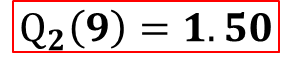 Q₂(9) = 1.50